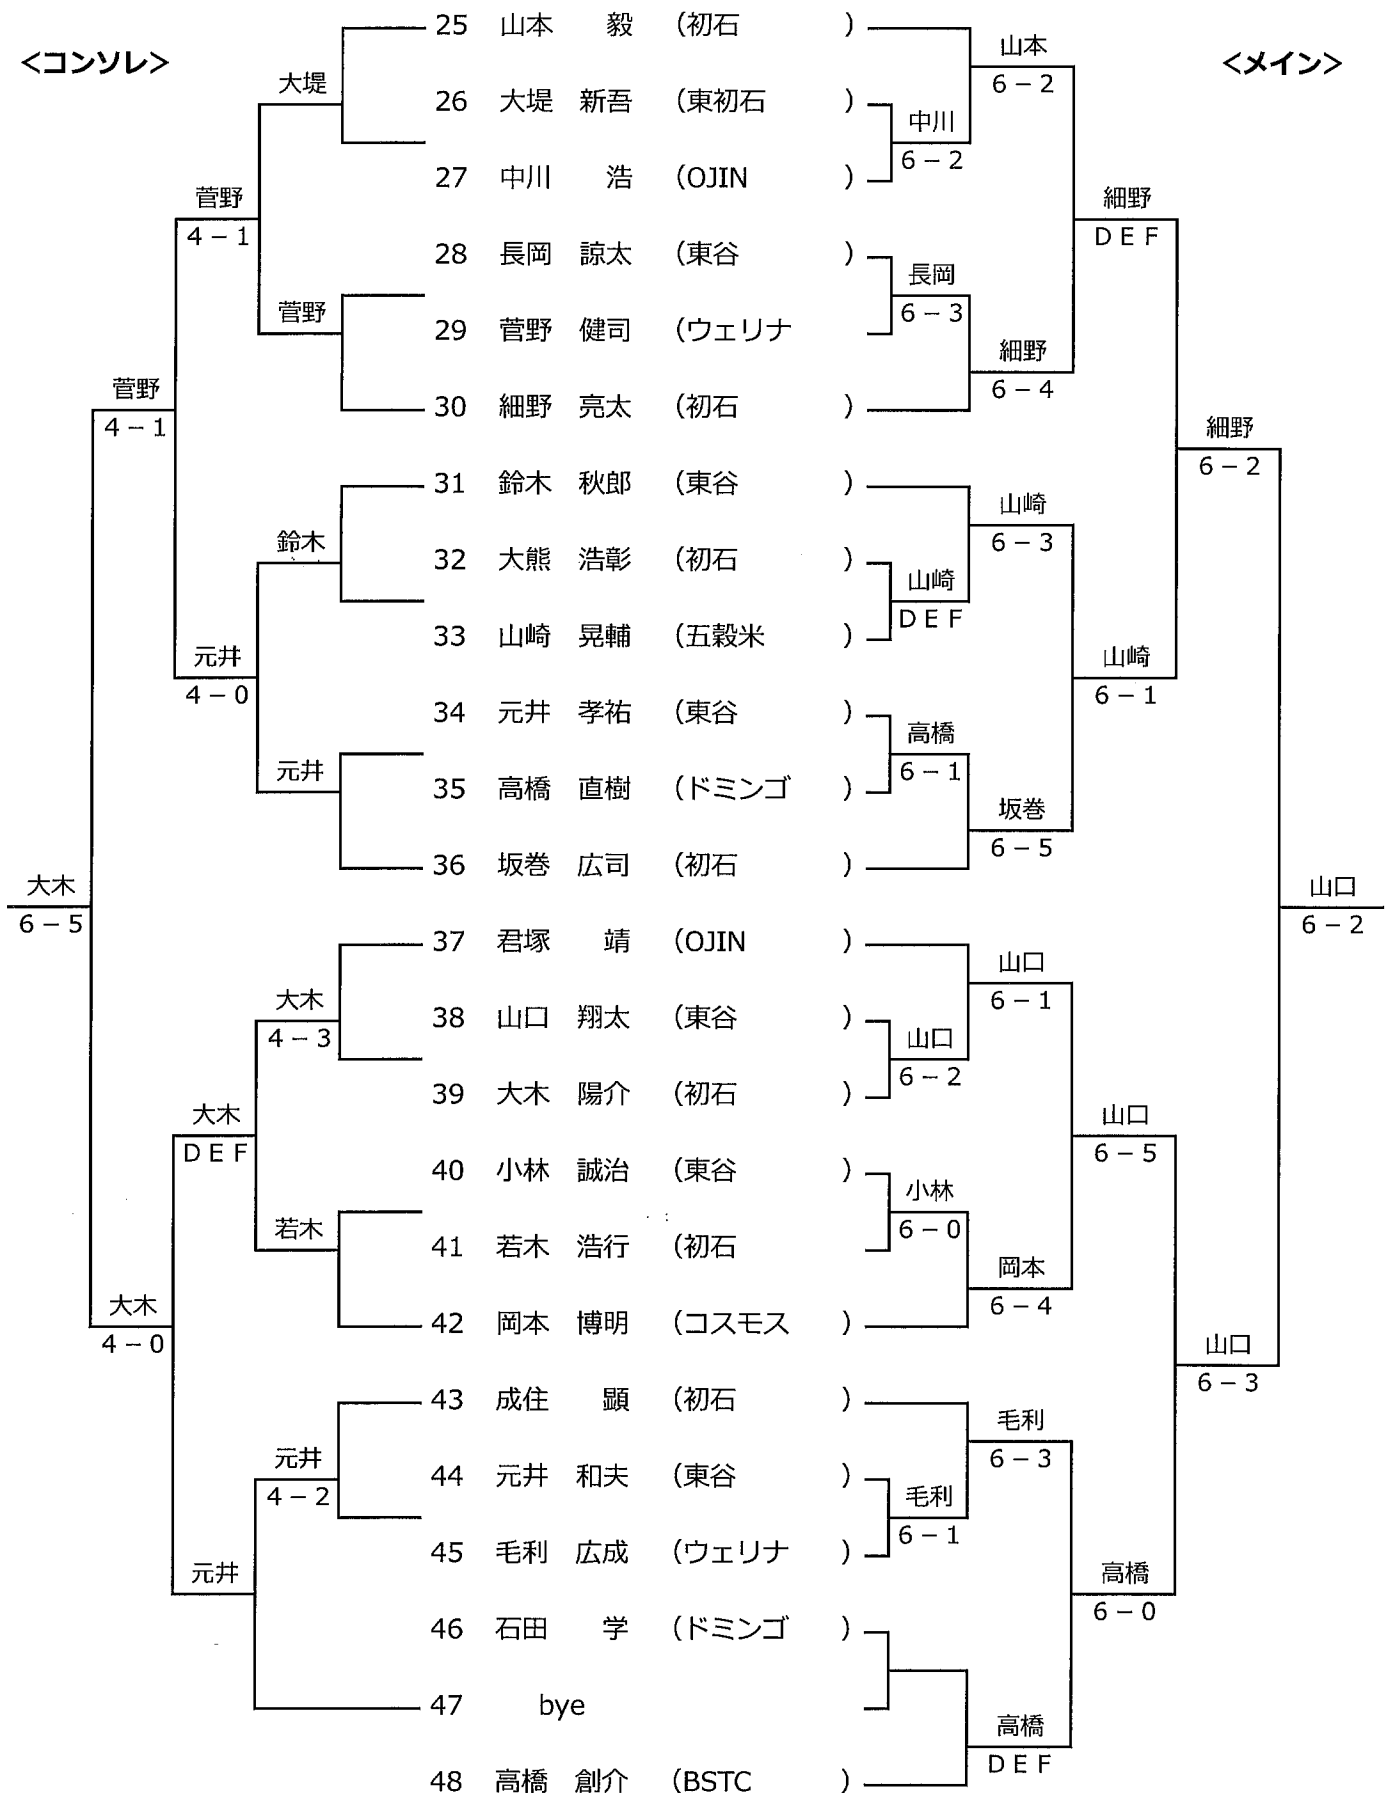 <コンソレ>
<メイン>
25 山本 毅 (初石 )
26 大堤 新吾 (東初石 )
27 中川 浩 (OJIN )
28 長岡 諒太 (東谷 )
29 菅野 健司 (ウェリナ )
30 細野 亮太 (初石 )
31 鈴木 秋郎 (東谷 )
32 大熊 浩彰 (初石 )
33 山崎 晃輔 (五穀米 )
34 元井 孝祐 (東谷 )
35 高橋 直樹 (ドミンゴ )
36 坂巻 広司 (初石 )
37 君塚 靖 (OJIN )
38 山口 翔太 (東谷 )
39 大木 陽介 (初石 )
40 小林 誠治 (東谷 )
41 若木 浩行 (初石 )
42 岡本 博明 (コスモス )
43 成住 顕 (初石 )
44 元井 和夫 (東谷 )
45 毛利 広成 (ウェリナ )
46 石田 学 (ドミンゴ )
47 bye
48 高橋 創介 (BSTC )
大堤
菅野
鈴木
元井
大木
4-3
若木
元井
4-2
菅野
4-1
元井
4-0
大木
DEF
元井
菅野
4-1
大木
4-0
大木
6-5
中川
6-2
長岡
6-3
山崎
DEF
高橋
6-1
山口
6-2
小林
6-0
毛利
6-1
山本
6-2
細野
6-4
山崎
6-3
坂巻
6-5
山口
6-1
岡本
6-4
毛利
6-3
高橋
DEF
細野
DEF
山崎
6-1
山口
6-5
高橋
6-0
細野
6-2
山口
6-3
山口
6-2